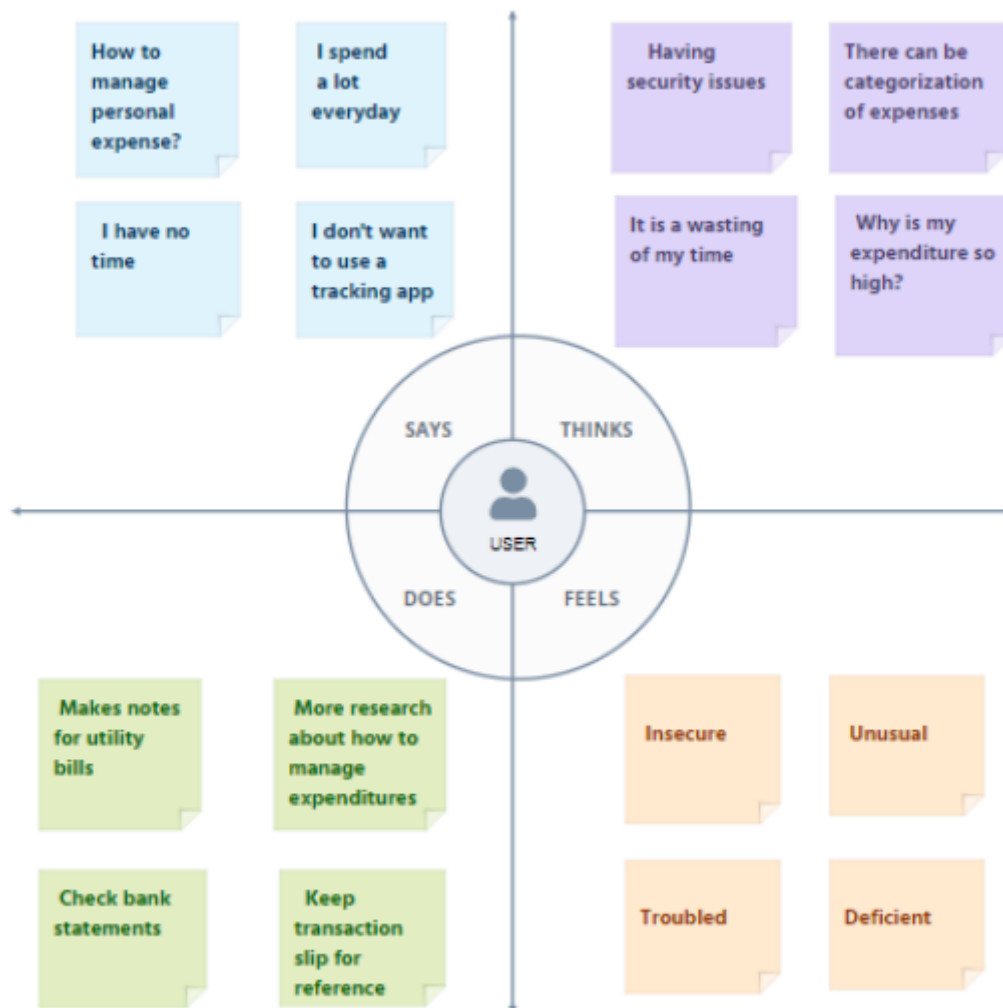 How to
manage
personal
expense?
I spend
a lot
everyday
I have no
time
I don't want
to use a
tracking app
Having
security issues
There can be
categorization
of expenses
It is a wasting
of my time
Why is my
expenditure so
high?
SAYS
THINKS
USER
DOES
FEELS
Makes notes
for utility
bills
More research
about how to
manage
expenditures
Check bank
statements
Keep
transaction
slip for
reference
Insecure
Unusual
Troubled
Deficient